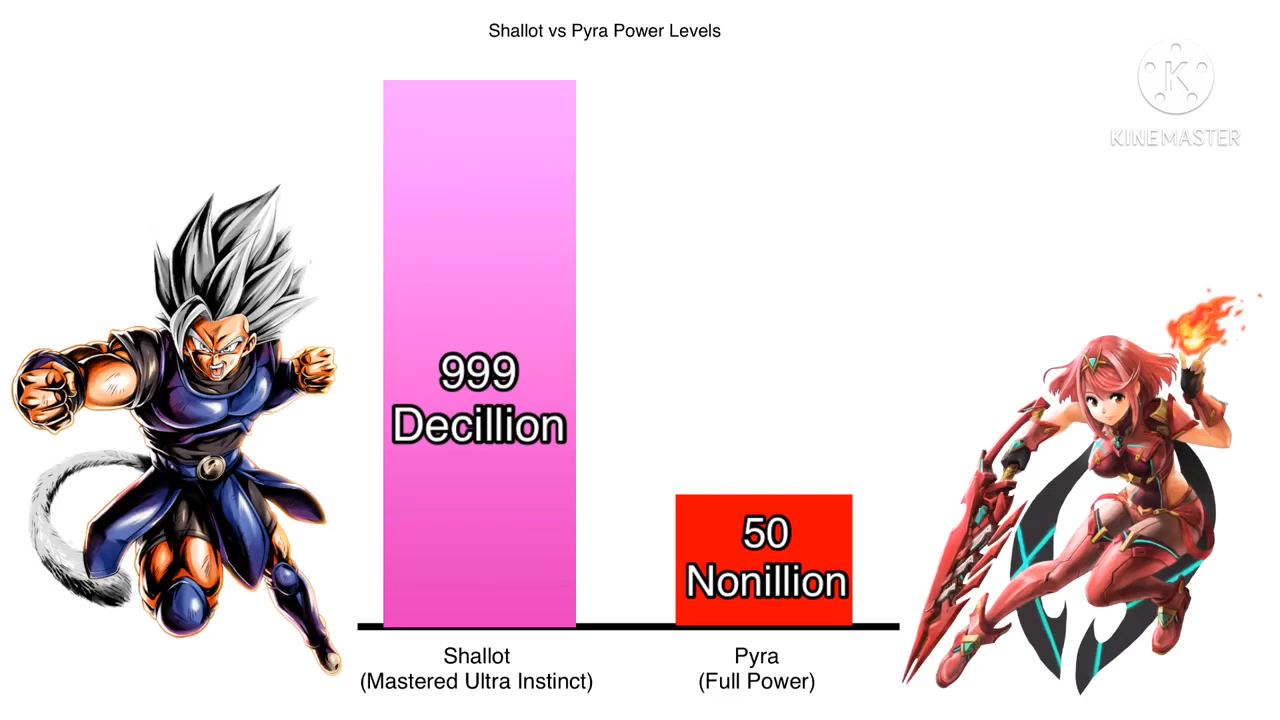 Shallot vs Pyra Power Levels
K
KINEMASTER
999
Decillion
50
Nonillion
Shallot
(Mastered Ultra Instinct)
Pyra
(Full Power)